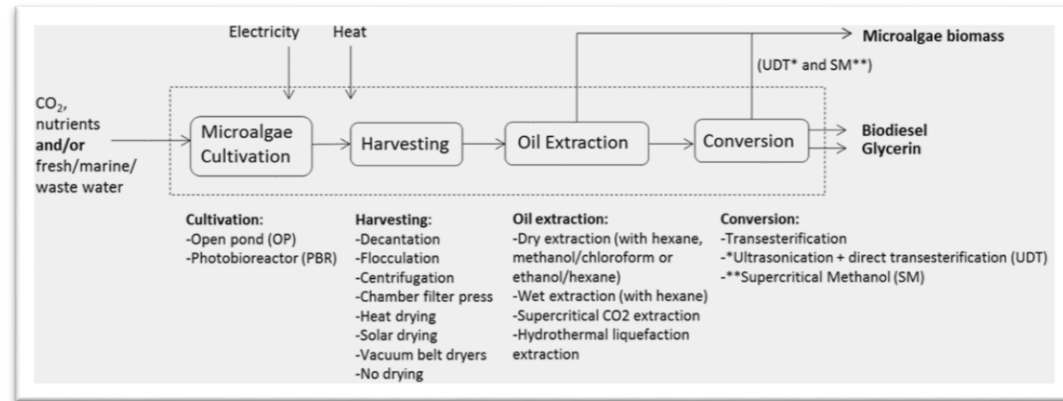 Electricity
Heat
Microalgae biomass
(UDT* and SM**)
CO2,
nutrients
and/or
fresh/marine/
waste water
Microalgae
Cultivation
Harvesting
Oil Extraction
Conversion
Biodiesel
Glycerin
Cultivation:
-Open pond (OP)
-Photobioreactor (PBR)
Harvesting:
-Decantation
-Flocculation
-Centrifugation
-Chamber filter press
-Heat drying
-Solar drying
-Vacuum belt dryers
-No drying
Oil extraction:
-Dry extraction (with hexane,
methanol/chloroform or
ethanol/hexane)
-Wet extraction (with hexane)
-Supercritical CO2 extraction
-Hydrothermal liquefaction
extraction
Conversion:
-Transesterification
-*Ultrasonication + direct transesterification (UDT)
-**Supercritical Methanol (SM)